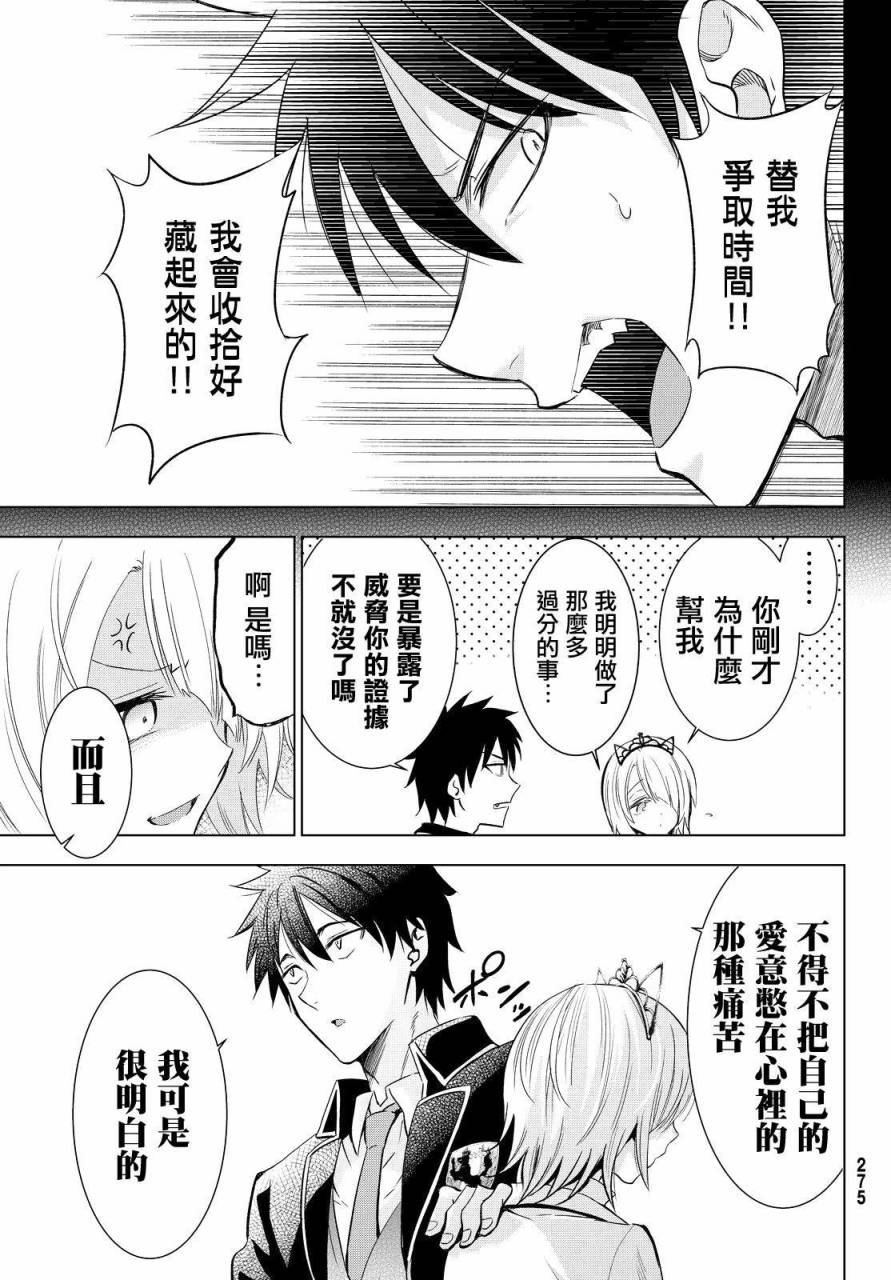 替我
爭取時間!!
我會收拾好
藏起來的!!
……
你剛才
為什麼
幫我
我明明做了
那麼多
過分的事…
要是暴露了
威脅你的證據
不就沒了嗎
啊是嗎…
而且
不得不把自己的
愛意憋在心裡的
那種痛苦
ポンッ
我可是
很明白的
275